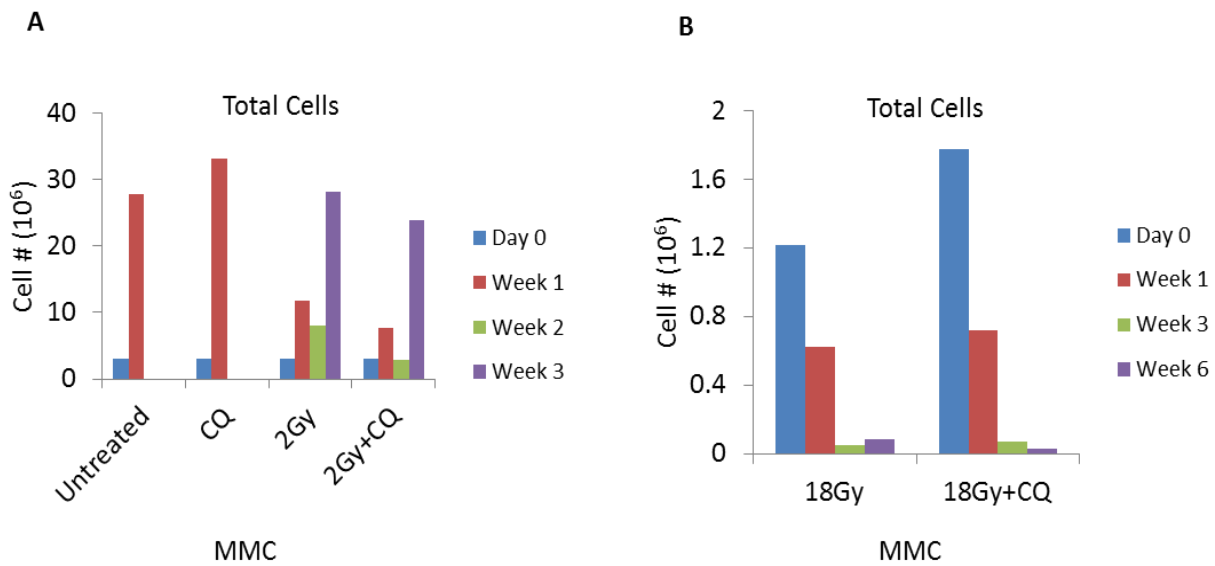 A
Total Cells
Cell # (10⁶)
40
30
20
10
0
Untreated
CQ
2Gy
2Gy+CQ
MMC
Day 0
Week 1
Week 2
Week 3
B
Total Cells
Cell # (10⁶)
2
1.6
1.2
0.8
0.4
0
18Gy
18Gy+CQ
MMC
Day 0
Week 1
Week 3
Week 6